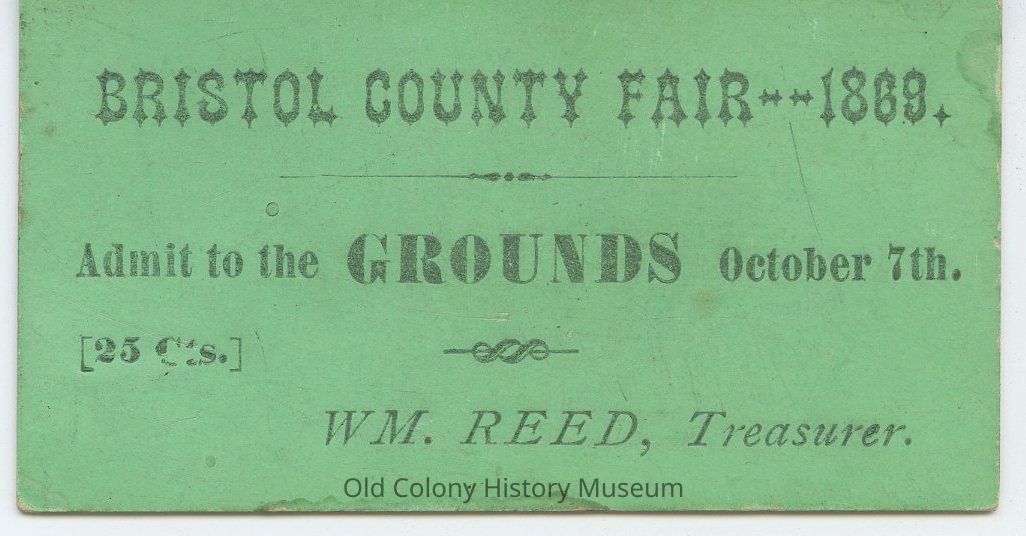 BRISTOL COUNTY FAIR--1869.
Admit to the GROUNDS October 7th.
[25 Cts.]
WM. REED, Treasurer.
Old Colony History Museum